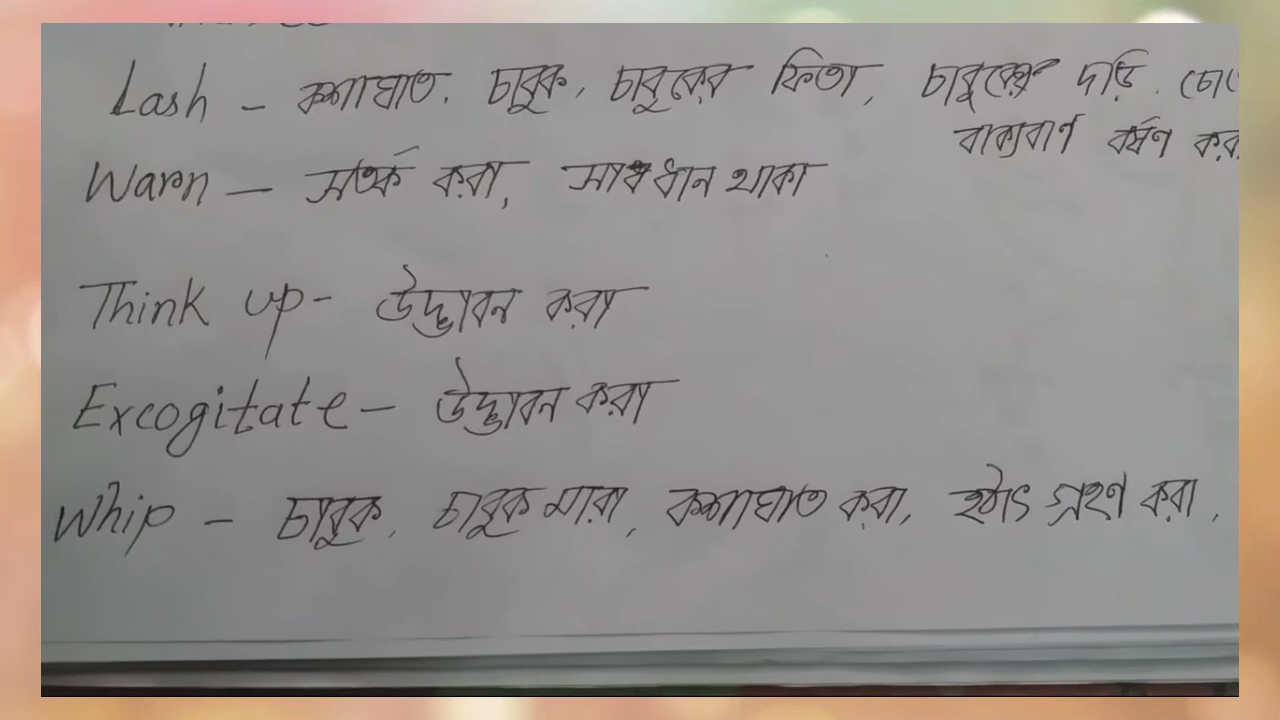 Lash - কশাঘাত, চাবুক, চাবুকের ফিতা, চাবুকের দড়ি,
বাক্যবাণ বর্ষণ
Warn - সতর্ক করা, সাবধান থাকা
Think up - উদ্ভাবন করা
Excogitate - উদ্ভাবন করা
Whip - চাবুক, চাবুক মারা, কশাঘাত করা, হঠাৎ গ্রহণ করা,